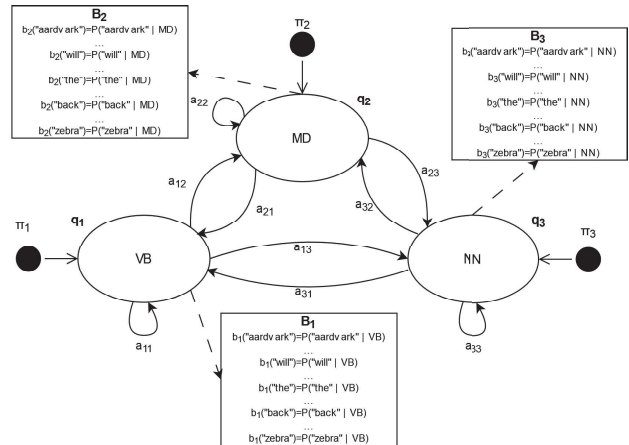 B2
b2("aardvark")=P("aardvark" | MD)
...
b2("will")=P("will" | MD)
...
b2("the")=P("the" | MD)
...
b2("back")=P("back" | MD)
...
b2("zebra")=P("zebra" | MD)
π2
B3
b3("aardvark")=P("aardvark" | NN)
...
b3("will")=P("will" | NN)
...
b3("the")=P("the" | NN)
...
b3("back")=P("back" | NN)
...
b3("zebra")=P("zebra" | NN)
a22
q2
MD
a12
a21
a32
a23
π1
q1
VB
a13
a31
q3
NN
π3
a11
a33
B1
b1("aardvark")=P("aardvark" | VB)
...
b1("will")=P("will" | VB)
...
b1("the")=P("the" | VB)
...
b1("back")=P("back" | VB)
...
b1("zebra")=P("zebra" | VB)